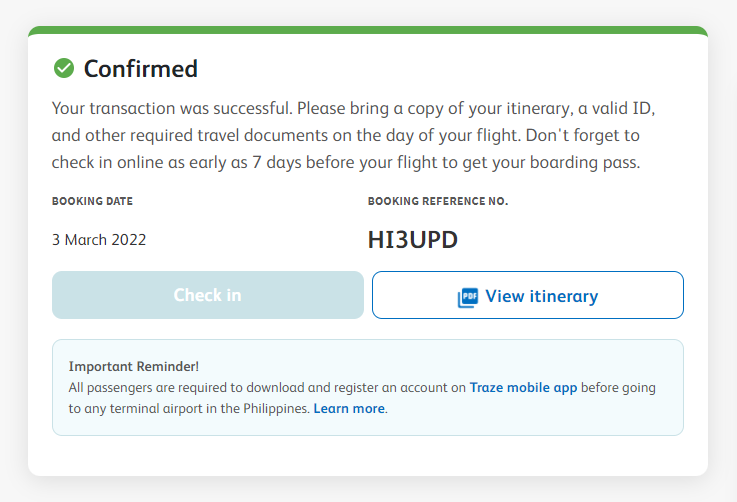 Confirmed
Your transaction was successful. Please bring a copy of your itinerary, a valid ID,
and other required travel documents on the day of your flight. Don't forget to
check in online as early as 7 days before your flight to get your boarding pass.
BOOKING DATE
BOOKING REFERENCE NO.
3 March 2022
HI3UPD
Check in
PDF View itinerary
Important Reminder!
All passengers are required to download and register an account on Traze mobile app before going
to any terminal airport in the Philippines. Learn more.